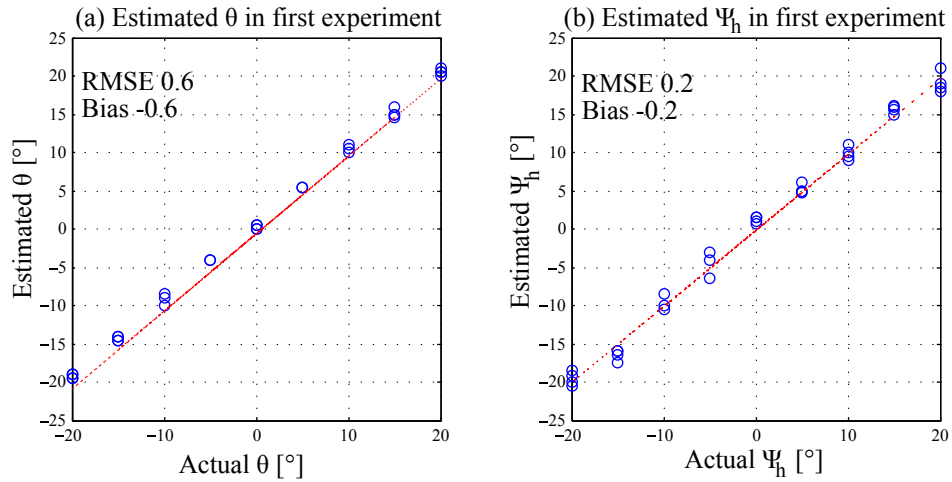 (a) Estimated θ in first experiment
25
20
15
10
5
0
−5
−10
−15
−20
−25
RMSE 0.6
Bias -0.6
Estimated θ [°]
−20 −10 0 10 20
Actual θ [°]
(b) Estimated Ψh in first experiment
25
20
15
10
5
0
−5
−10
−15
−20
−25
RMSE 0.2
Bias -0.2
Estimated Ψh [°]
−20 −10 0 10 20
Actual Ψh [°]